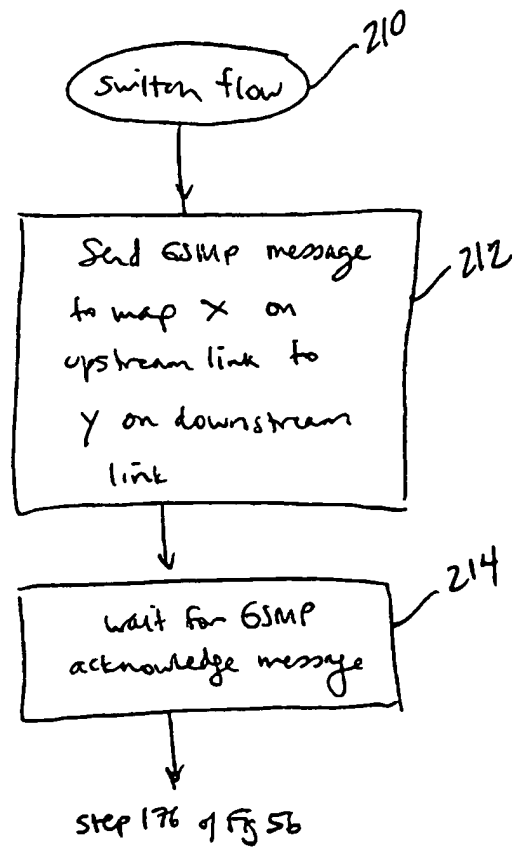 210
switch flow
Send GSMP message
212
to map X on
upstream link to
Y on downstream
link
214
wait for GSMP
acknowledge message
step 176 of Fig 5b